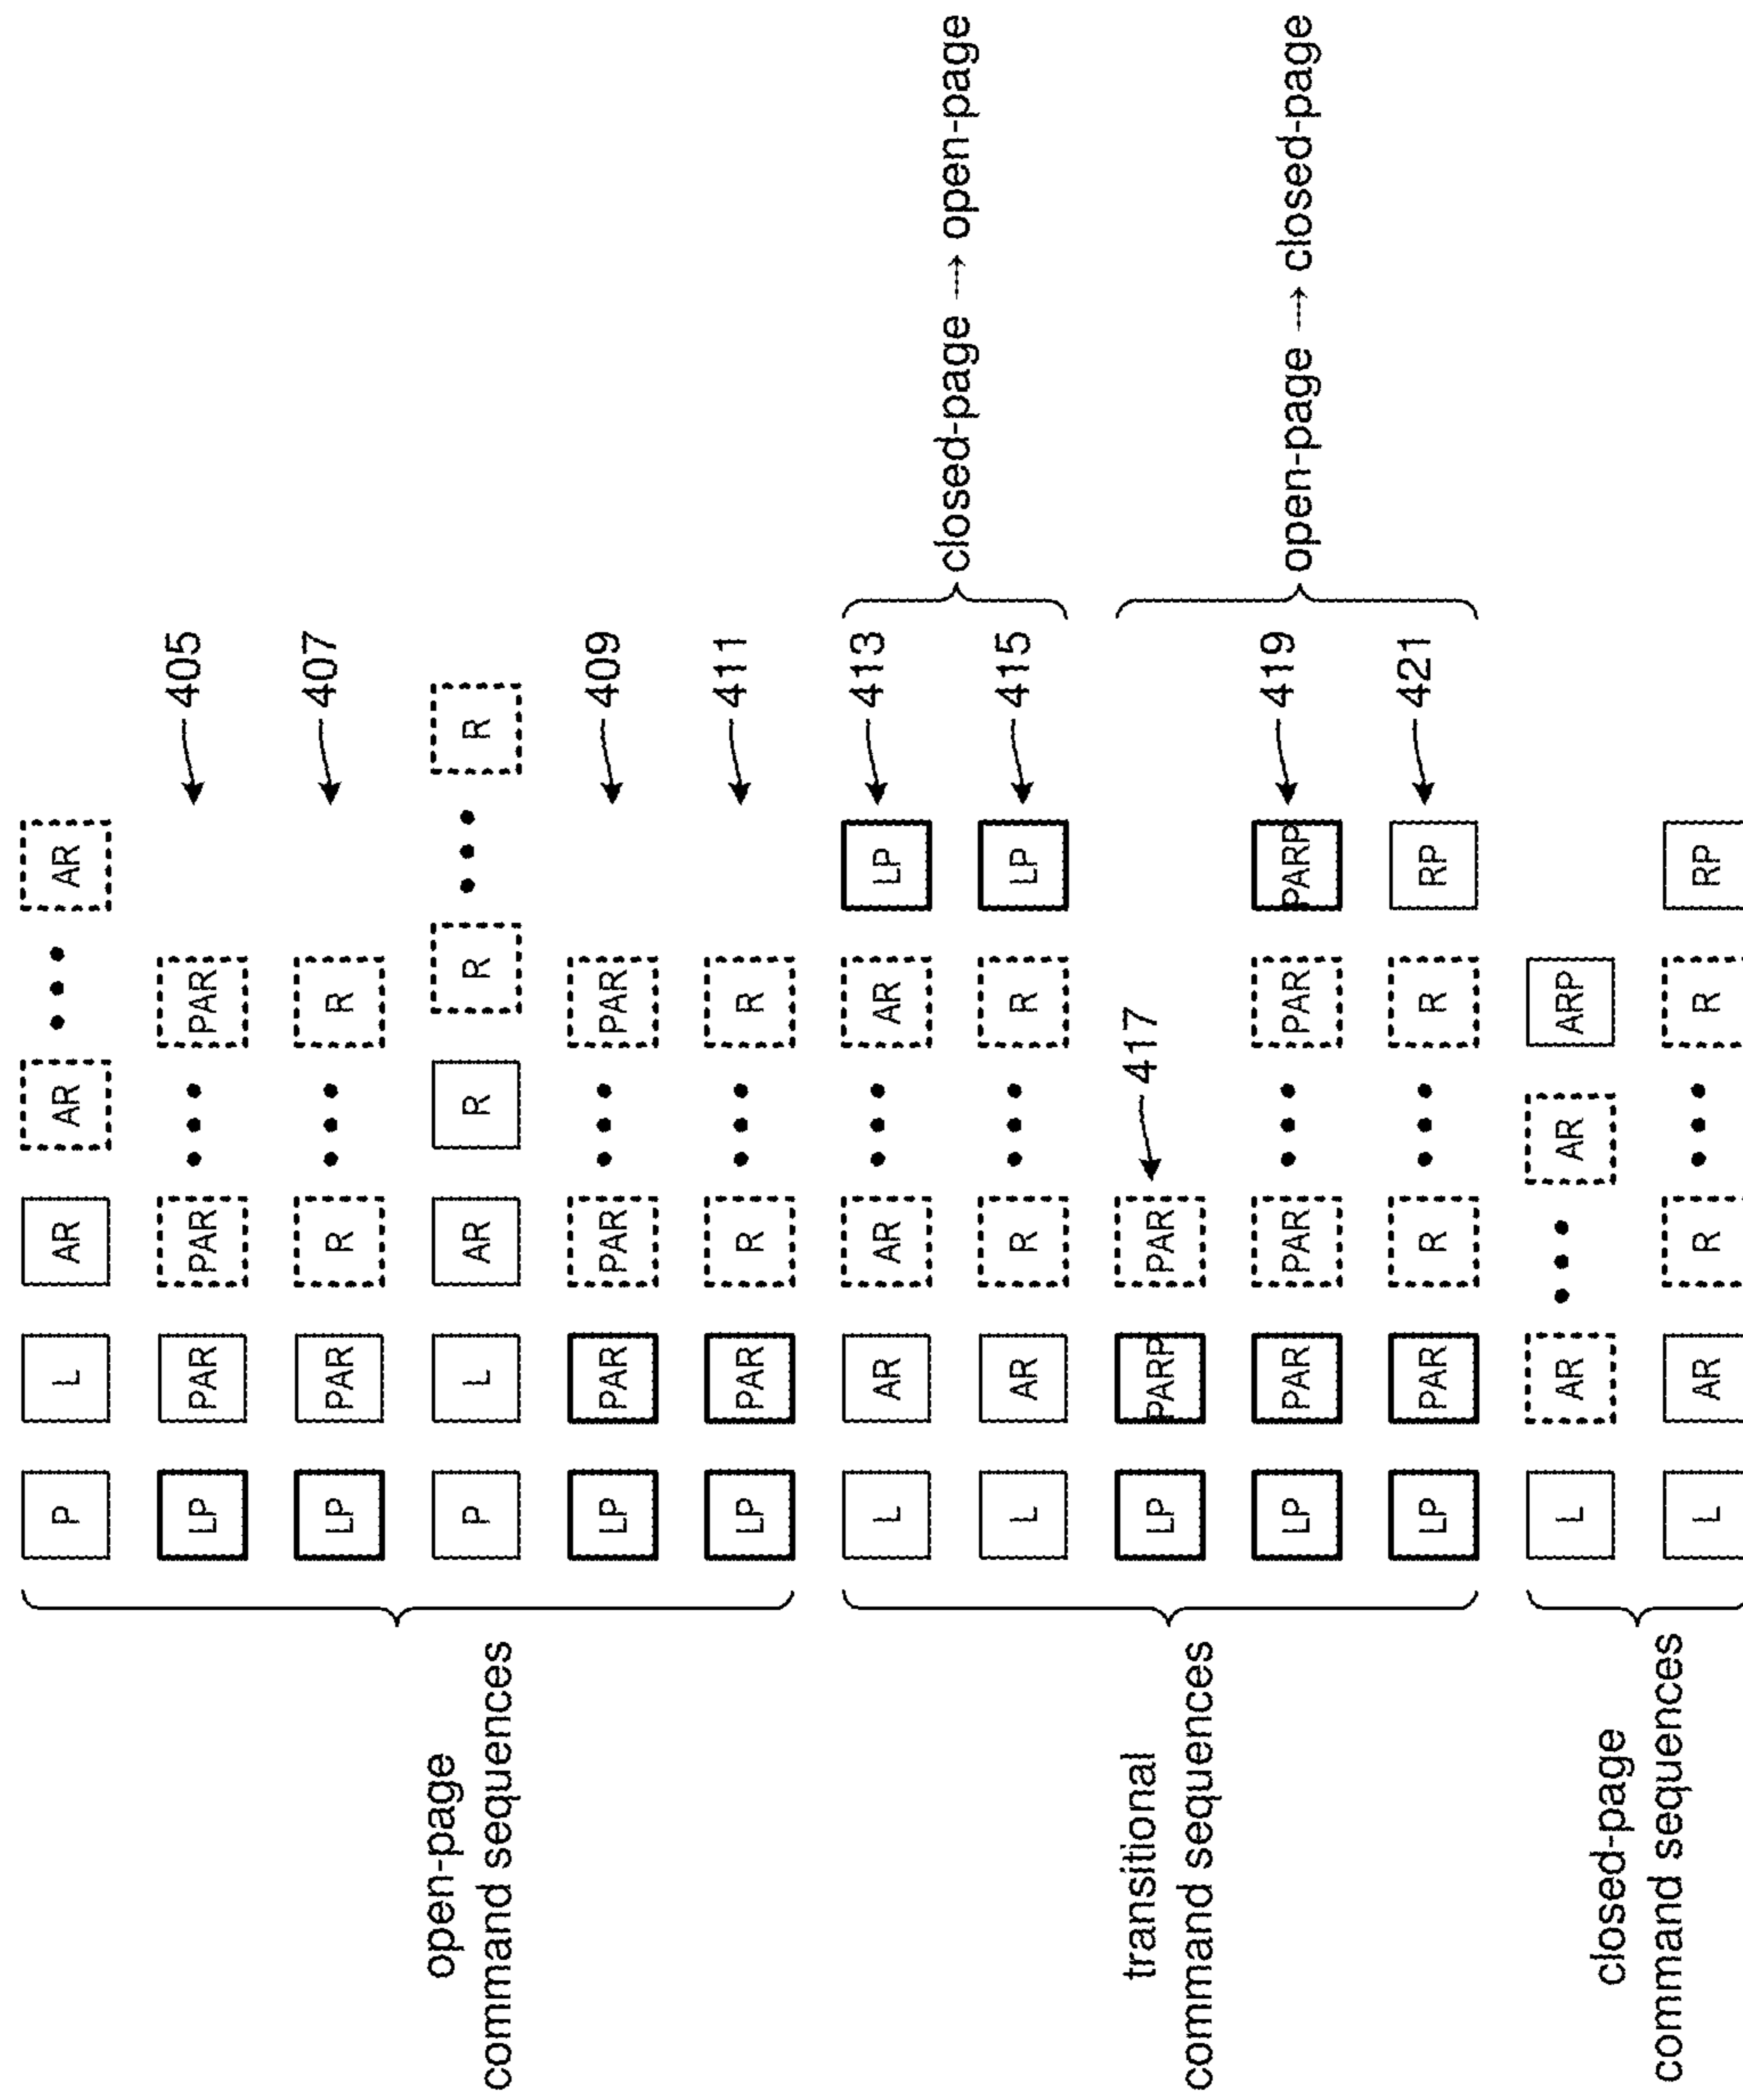 P L AR AR ••• AR
LP PAR PAR ••• PAR 405
LP PAR R ••• R 407
open-page
command sequences
P L AR R R ••• R
LP PAR PAR ••• PAR 409
LP PAR R ••• R 411
L AR AR ••• AR LP 413
closed-page → open-page
L AR R ••• R LP 415
transitional
command sequences
LP PARP PAR 417
LP PAR PAR ••• PAR PARP 419
open-page → closed-page
LP PAR R ••• R RP 421
closed-page
command sequences
L AR ••• AR ARP
L AR R ••• R RP